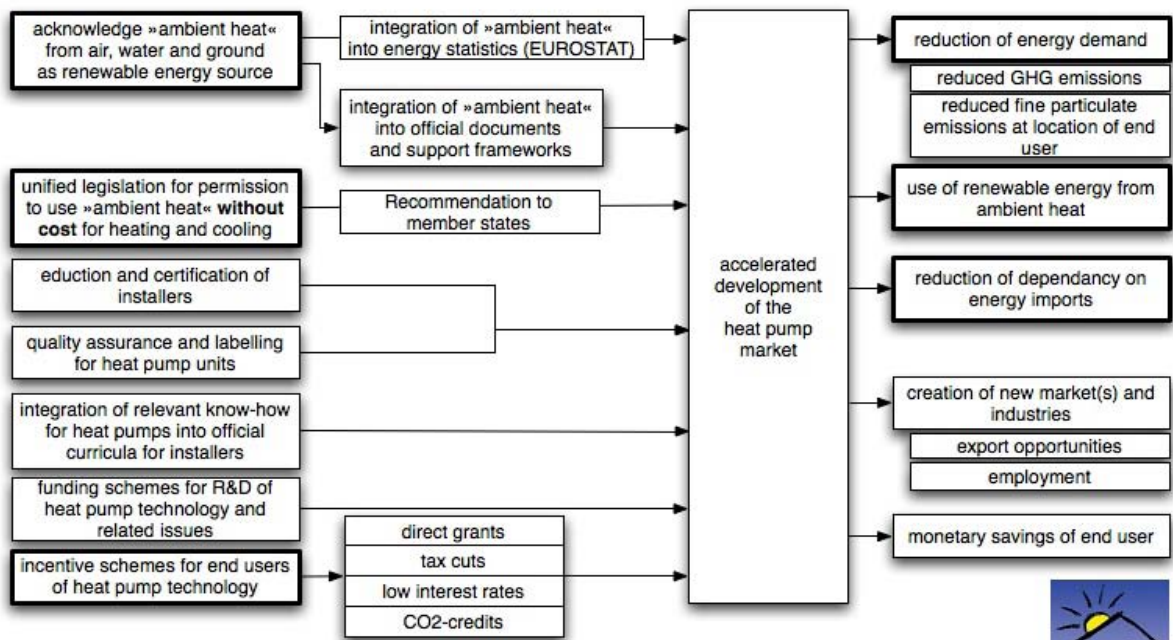 acknowledge »ambient heat«
from air, water and ground
as renewable energy source
integration of »ambient heat«
into energy statistics (EUROSTAT)
integration of »ambient heat«
into official documents
and support frameworks
unified legislation for permission
to use »ambient heat« without
cost for heating and cooling
Recommendation to
member states
eduction and certification of
installers
quality assurance and labelling
for heat pump units
integration of relevant know-how
for heat pumps into official
curricula for installers
funding schemes for R&D of
heat pump technology and
related issues
incentive schemes for end users
of heat pump technology
direct grants
tax cuts
low interest rates
CO2-credits
accelerated
development
of the
heat pump
market
reduction of energy demand
reduced GHG emissions
reduced fine particulate
emissions at location of end
user
use of renewable energy from
ambient heat
reduction of dependancy on
energy imports
creation of new market(s) and
industries
export opportunities
employment
monetary savings of end user